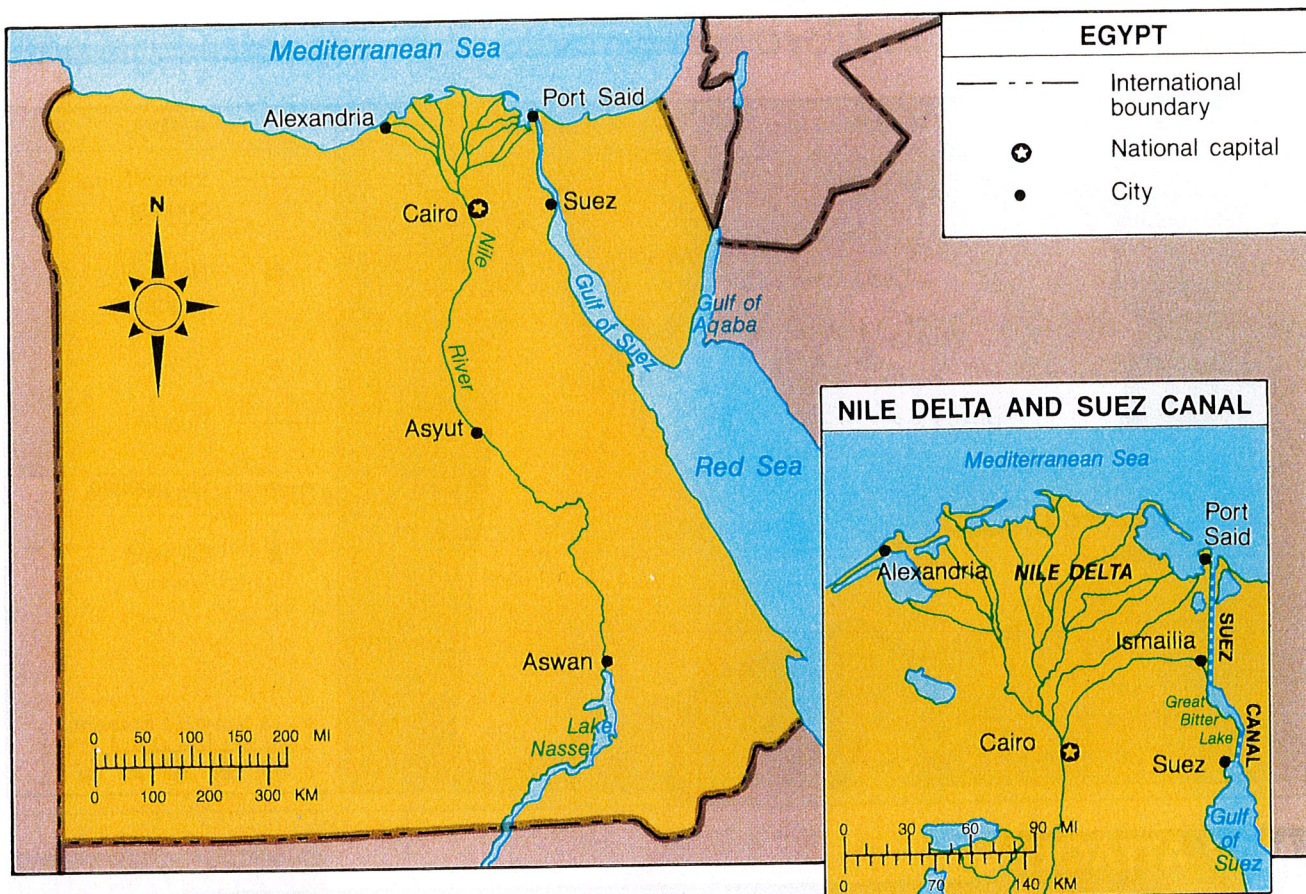 Mediterranean Sea
Alexandria
Port Said
N
Cairo
Suez
Nile
River
Gulf of Suez
Gulf of
Aqaba
Asyut
Red Sea
Aswan
Lake
Nasser
0 50 100 150 200 MI
0 100 200 300 KM
EGYPT
International
boundary
National capital
City
NILE DELTA AND SUEZ CANAL
Mediterranean Sea
Port
Said
Alexandria
NILE DELTA
SUEZ
Ismailia
Great
Bitter
Lake
CANAL
Cairo
Suez
Gulf
of
Suez
0 30 60 90 MI
0 70 140 KM